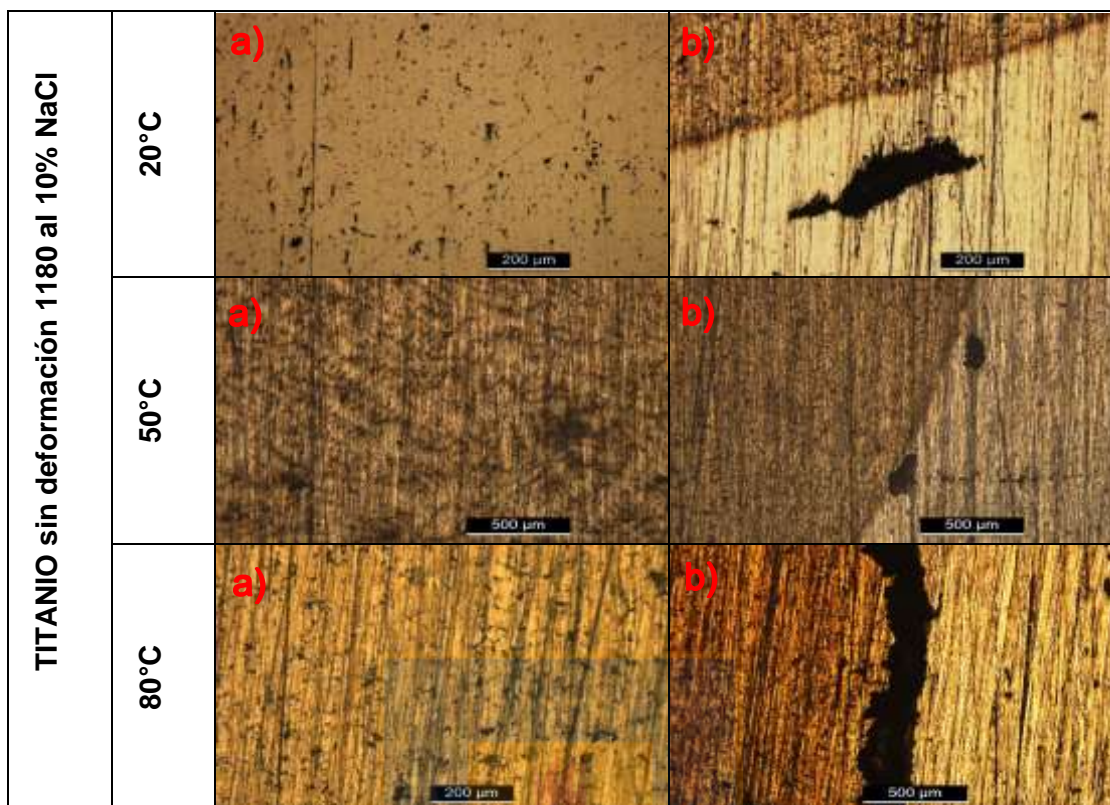 TITANIO sin deformación 1180 al 10% NaCl
20°C
a)
200 µm
b)
200 µm
50°C
a)
500 µm
b)
500 µm
80°C
a)
200 µm
b)
500 µm